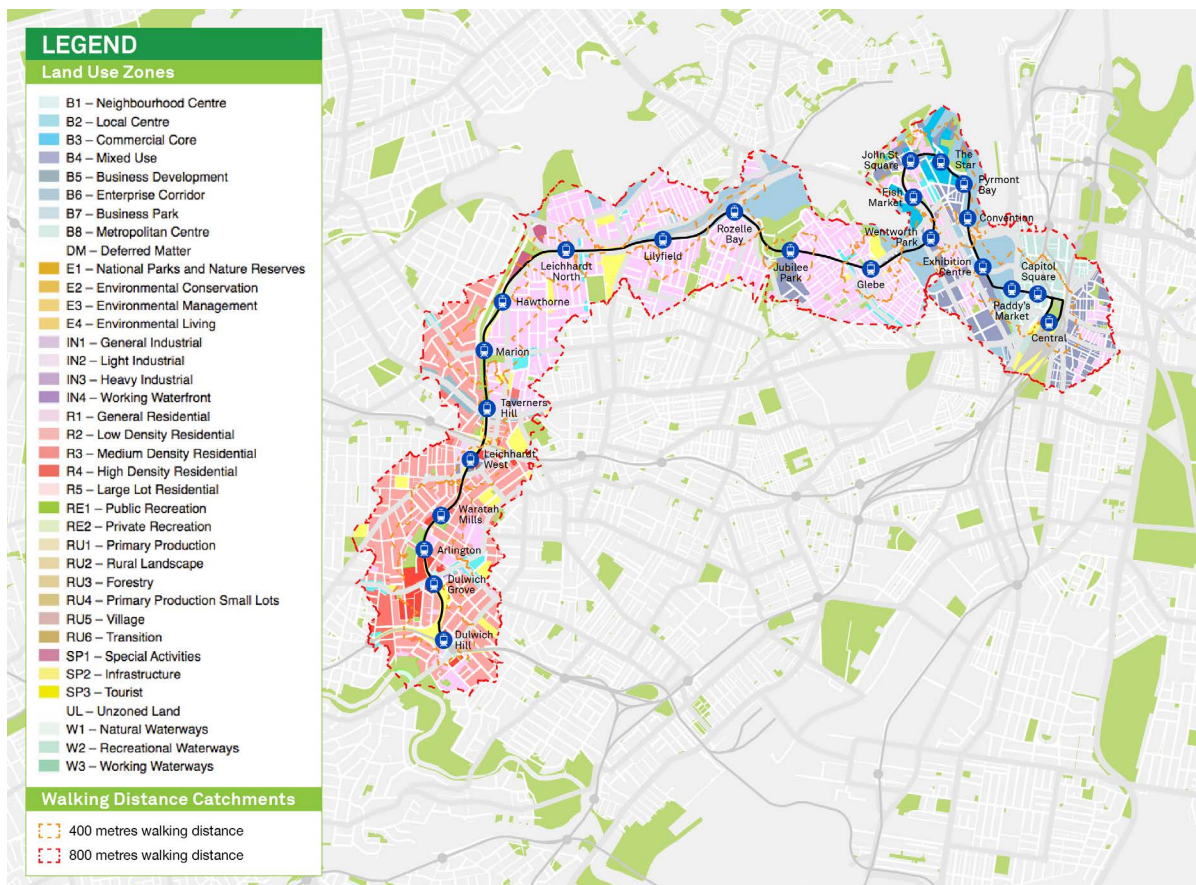 LEGEND
Land Use Zones
B1 – Neighbourhood Centre
B2 – Local Centre
B3 – Commercial Core
B4 – Mixed Use
B5 – Business Development
B6 – Enterprise Corridor
B7 – Business Park
B8 – Metropolitan Centre
DM – Deferred Matter
E1 – National Parks and Nature Reserves
E2 – Environmental Conservation
E3 – Environmental Management
E4 – Environmental Living
IN1 – General Industrial
IN2 – Light Industrial
IN3 – Heavy Industrial
IN4 – Working Waterfront
R1 – General Residential
R2 – Low Density Residential
R3 – Medium Density Residential
R4 – High Density Residential
R5 – Large Lot Residential
RE1 – Public Recreation
RE2 – Private Recreation
RU1 – Primary Production
RU2 – Rural Landscape
RU3 – Forestry
RU4 – Primary Production Small Lots
RU5 – Village
RU6 – Transition
SP1 – Special Activities
SP2 – Infrastructure
SP3 – Tourist
UL – Unzoned Land
W1 – Natural Waterways
W2 – Recreational Waterways
W3 – Working Waterways
Walking Distance Catchments
400 metres walking distance
800 metres walking distance
John St
Square
The
Star
Pyrmont
Bay
Fish
Market
Convention
Wentworth
Park
Exhibition
Centre
Capitol
Square
Paddy's
Market
Central
Glebe
Jubilee
Park
Rozelle
Bay
Lilyfield
Leichhardt
North
Hawthorne
Marion
Taverners
Hill
Leichhardt
West
Waratah
Mills
Arlington
Dulwich
Grove
Dulwich
Hill